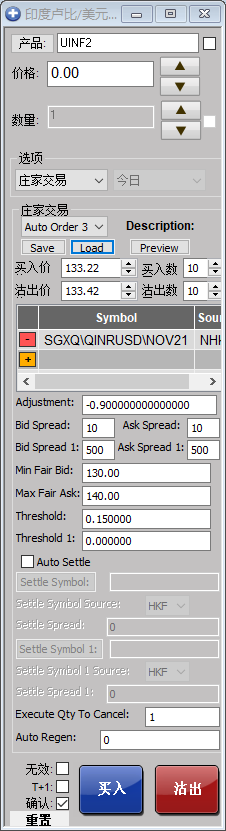 印度卢比/美元...
产品: UINF2
价格: 0.00
数量: 1
选项
庄家交易 今日
庄家交易
Auto Order 3 Description:
Save Load Preview
买入价 133.22 买入数 10
沽出价 133.42 沽出数 10
Symbol Sour
- SGXQ\QINRUSD\NOV21 NHK
+
Adjustment: -0.900000000000000
Bid Spread: 10 Ask Spread: 10
Bid Spread 1: 500 Ask Spread 1: 500
Min Fair Bid: 130.00
Max Fair Ask: 140.00
Threshold: 0.150000
Threshold 1: 0.000000
Auto Settle
Settle Symbol:
Settle Symbol Source: HKF
Settle Spread: 0
Settle Symbol 1:
Settle Symbol 1 Source: HKF
Settle Spread 1: 0
Execute Qty To Cancel: 1
Auto Regen: 0
无效:
T+1:
确认:
重置
买入 沽出